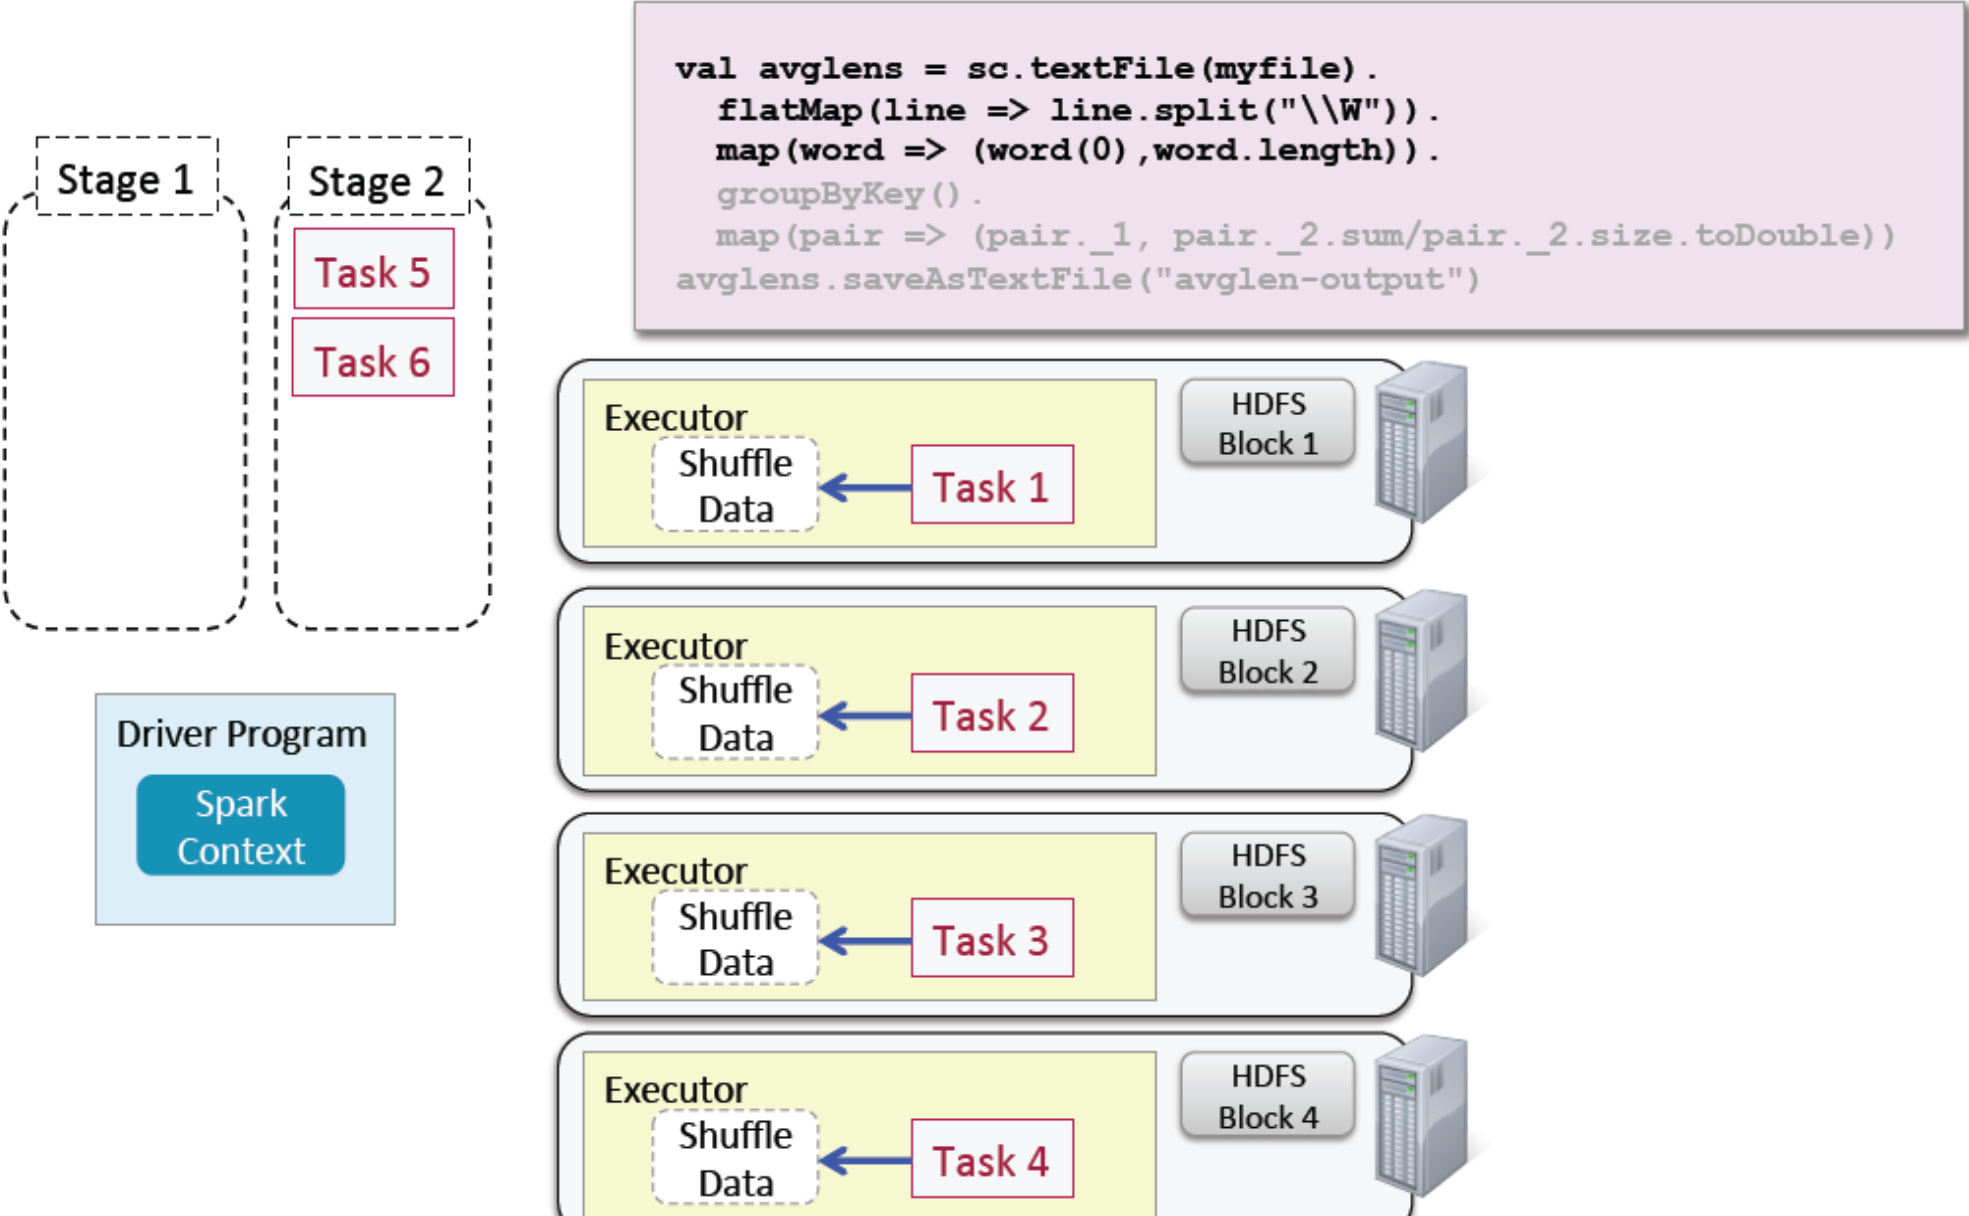 val avglens = sc.textFile(myfile).
flatMap(line => line.split("\\W")).
map(word => (word(0),word.length)).
groupByKey().
map(pair => (pair._1, pair._2.sum/pair._2.size.toDouble))
avglens.saveAsTextFile("avglen-output")
Stage 1
Stage 2
Task 5
Task 6
Driver Program
Spark
Context
Executor
Shuffle
Data
Task 1
HDFS
Block 1
Executor
Shuffle
Data
Task 2
HDFS
Block 2
Executor
Shuffle
Data
Task 3
HDFS
Block 3
Executor
Shuffle
Data
Task 4
HDFS
Block 4